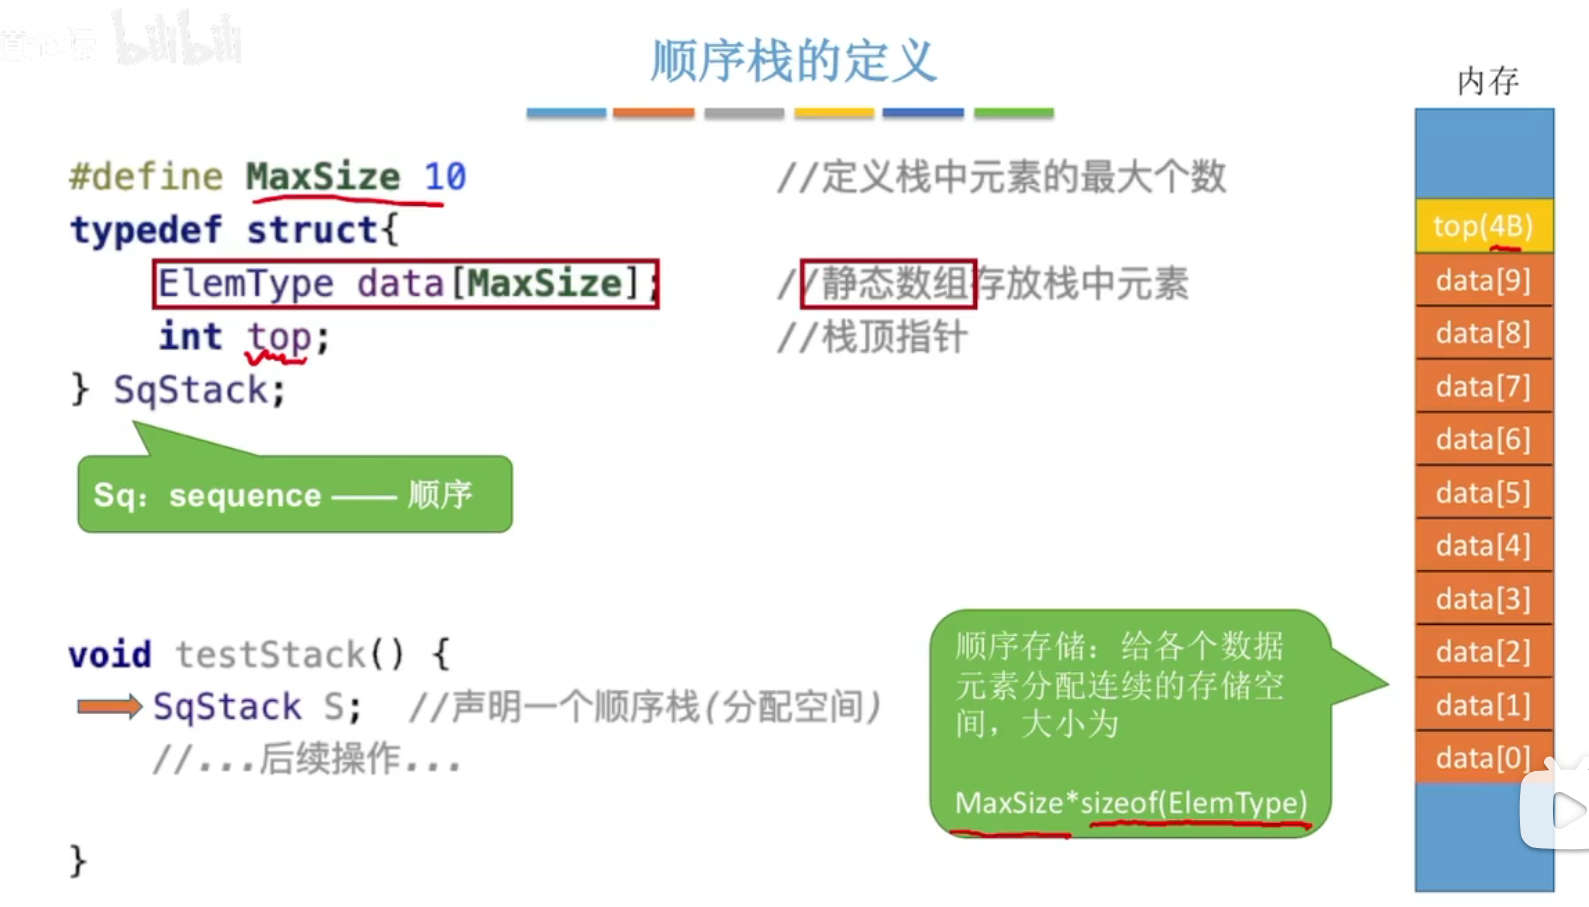 bilibili
顺序栈的定义
#define MaxSize 10 //定义栈中元素的最大个数
typedef struct{
ElemType data[MaxSize]; //静态数组存放栈中元素
int top; //栈顶指针
} SqStack;
Sq：sequence —— 顺序
void testStack() {
SqStack S; //声明一个顺序栈(分配空间)
//...后续操作...
}
顺序存储：给各个数据
元素分配连续的存储空
间，大小为
MaxSize*sizeof(ElemType)
内存
top(4B)
data[9]
data[8]
data[7]
data[6]
data[5]
data[4]
data[3]
data[2]
data[1]
data[0]